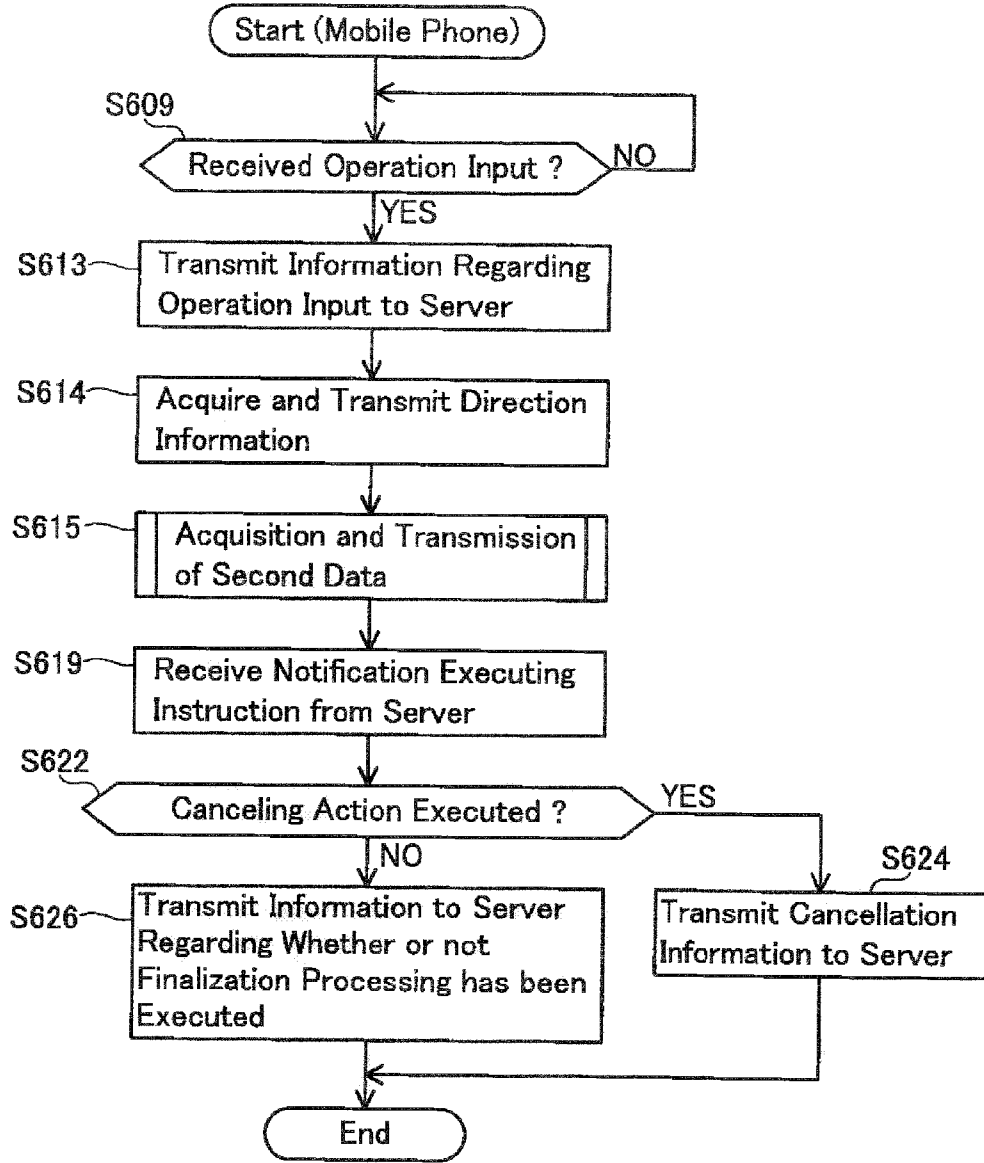 Start (Mobile Phone)
S609
Received Operation Input ?
NO
YES
S613
Transmit Information Regarding
Operation Input to Server
S614
Acquire and Transmit Direction
Information
S615
Acquisition and Transmission
of Second Data
S619
Receive Notification Executing
Instruction from Server
S622
Canceling Action Executed ?
YES
NO
S624
S626
Transmit Information to Server
Regarding Whether or not
Finalization Processing has been
Executed
Transmit Cancellation
Information to Server
End